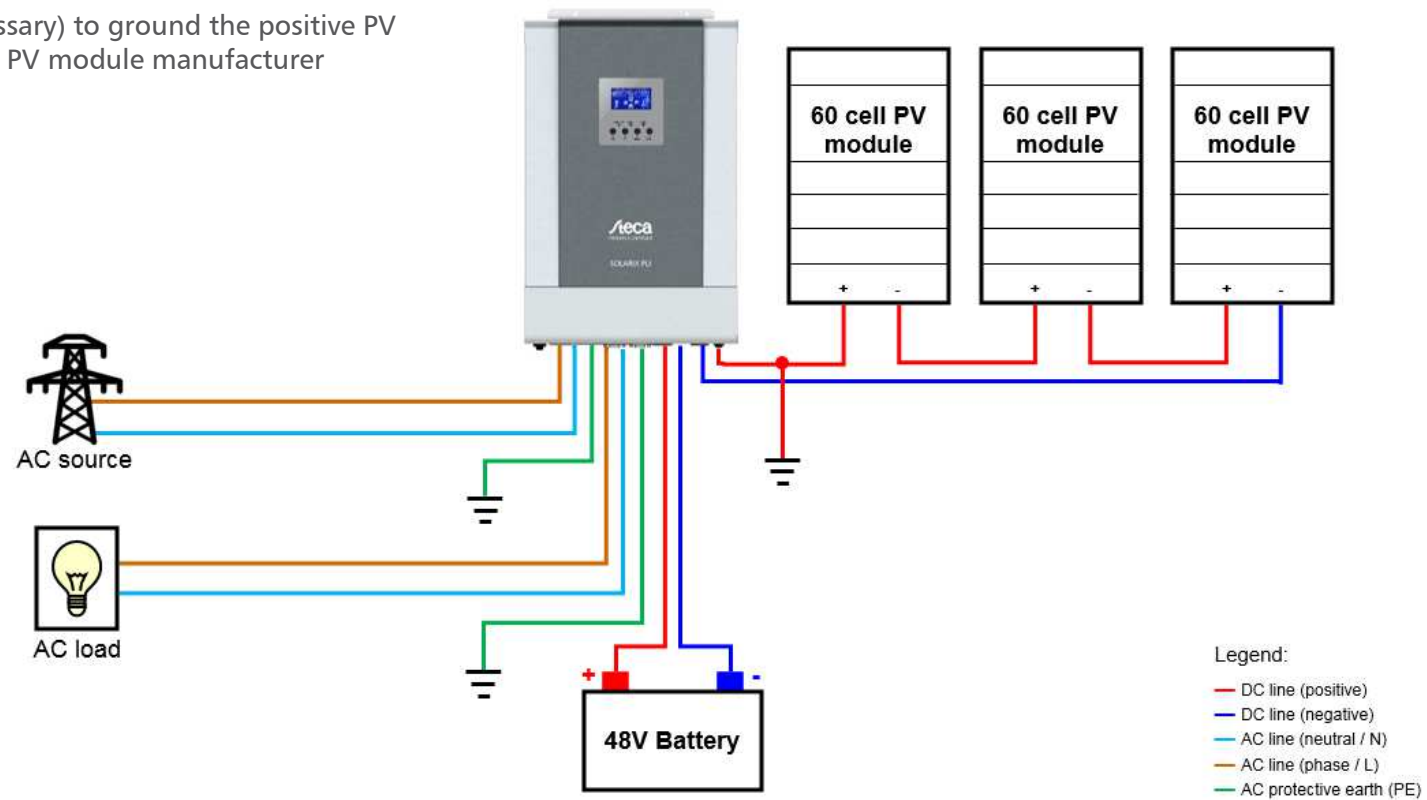 ssary) to ground the positive PV
PV module manufacturer
Steca
SOLARIX PLI
60 cell PV
module
60 cell PV
module
60 cell PV
module
+ -
+ -
+ -
AC source
AC load
+ -
48V Battery
Legend:
DC line (positive)
DC line (negative)
AC line (neutral / N)
AC line (phase / L)
AC protective earth (PE)